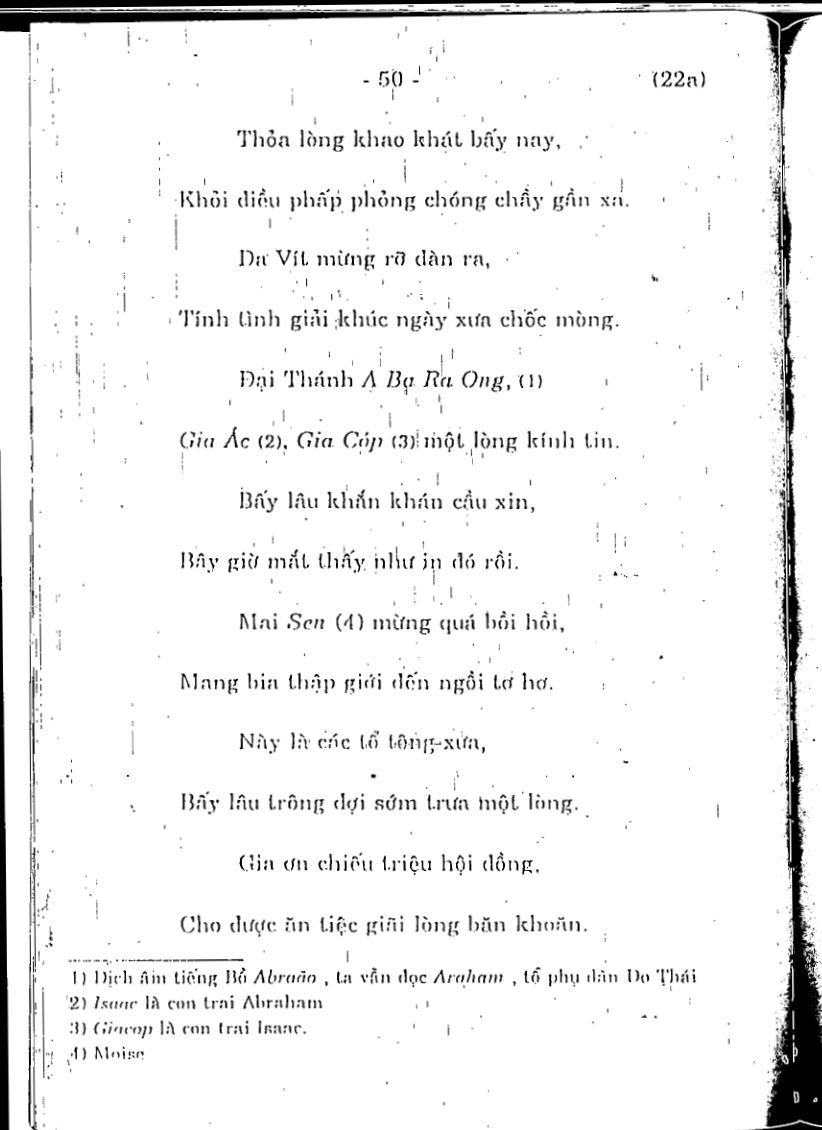 - 50 - (22a)
Thỏa lòng khao khát bấy nay,
Khỏi điều phấp phỏng chóng chầy gần xa.
Da Vít mừng rỡ đàn ra,
Tính tình giải khúc ngày xưa chốc mòng.
Đại Thánh A Bạ Ra Ong, (1)
Gia Ác (2), Gia Cóp (3) một lòng kính tin.
Bấy lâu khẩn khán cầu xin,
Bây giờ mắt thấy như in đó rồi.
Mai Sen (4) mừng quá bồi hồi,
Mang bia thập giới đến ngồi tơ hơ.
Này là các tổ tông xưa,
Bấy lâu trông đợi sớm trưa một lòng.
Gia ơn chiếu triệu hội đồng,
Cho được ăn tiệc giãi lòng băn khoăn.
1) Dịch âm tiếng Bồ Abraão , ta vẫn đọc Araham , tổ phụ dân Do Thái
2) Isaac là con trai Abraham
3) Giacop là con trai Isaac.
4) Moise